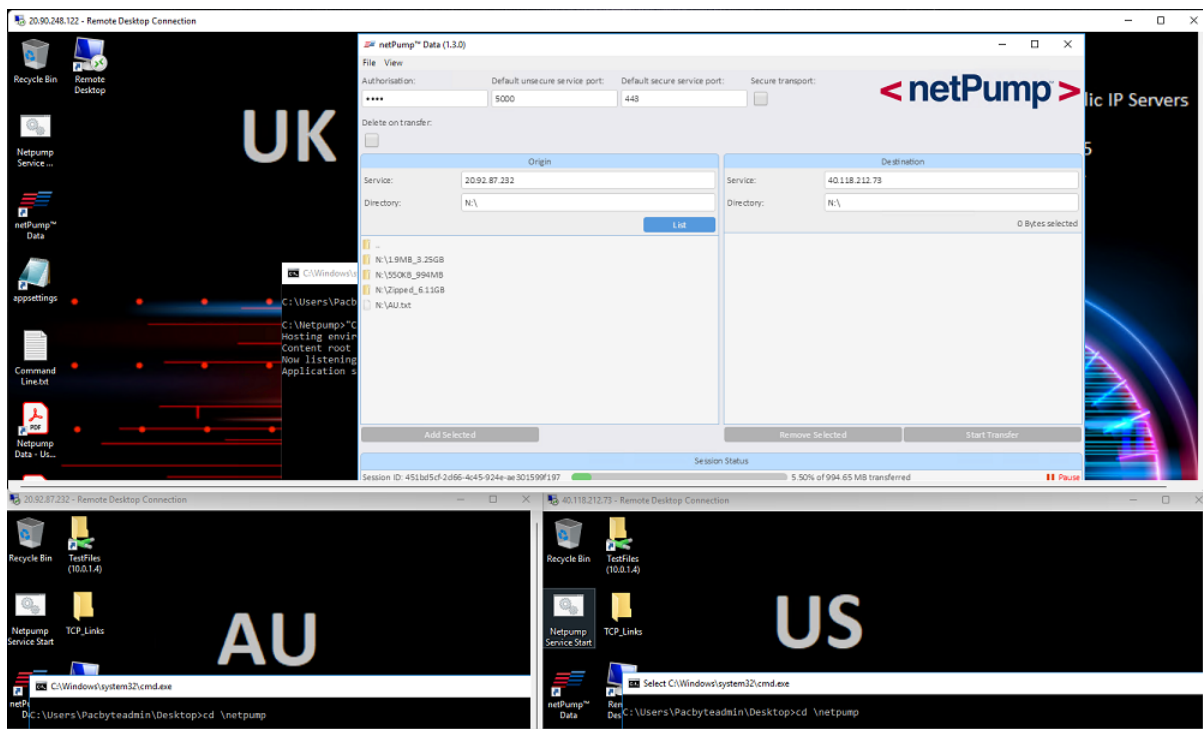 20.90.248.122 - Remote Desktop Connection
Recycle Bin
Remote
Desktop
Netpump
Service ...
netPump™
Data
appsettings
Command
Line.txt
Netpump
Data - Us...
UK
lic IP Servers
5
C:\Windows\s
C:\Users\Pacb
C:\Netpump>"C
Hosting envir
Content root
Now listening
Application s
netPump™ Data (1.3.0)
File View
Authorisation: Default unsecure service port: Default secure service port: Secure transport:
•••• 5000 443
<netPump>
Delete on transfer:
Origin Destination
Service: 20.92.87.232 Service: 40.118.212.73
Directory: N:\ Directory: N:\
List 0 Bytes selected
..
N:\1.9MB_3.25GB
N:\550KB_994MB
N:\Zipped_6.11GB
N:\AU.txt
Add Selected Remove Selected Start Transfer
Session Status
Session ID: 451bd5cf-2d66-4c45-924e-ae301599f197 5.50% of 994.65 MB transferred Pause
20.92.87.232 - Remote Desktop Connection
Recycle Bin
TestFiles
(10.0.1.4)
Netpump
Service Start
TCP_Links
AU
C:\Windows\system32\cmd.exe
C:\Users\Pacbyteadmin\Desktop>cd \netpump
40.118.212.73 - Remote Desktop Connection
Recycle Bin
TestFiles
(10.0.1.4)
Netpump
Service Start
TCP_Links
US
netPump™
Data
Select C:\Windows\system32\cmd.exe
C:\Users\Pacbyteadmin\Desktop>cd \netpump